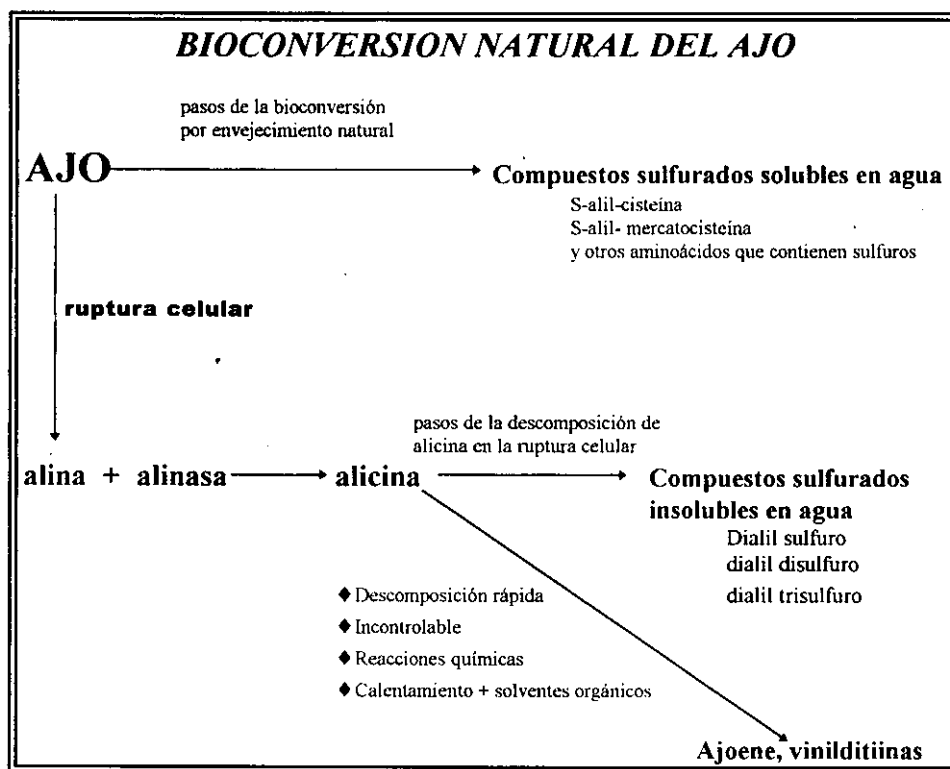 BIOCONVERSION NATURAL DEL AJO
pasos de la bioconversión
por envejecimiento natural
AJO
Compuestos sulfurados solubles en agua
S-alil-cisteína
S-alil- mercatocisteína
y otros aminoácidos que contienen sulfuros
ruptura celular
pasos de la descomposición de
alicina en la ruptura celular
alina + alinasa
alicina
Compuestos sulfurados
insolubles en agua
Dialil sulfuro
dialil disulfuro
dialil trisulfuro
♦ Descomposición rápida
♦ Incontrolable
♦ Reacciones químicas
♦ Calentamiento + solventes orgánicos
Ajoene, vinilditiinas